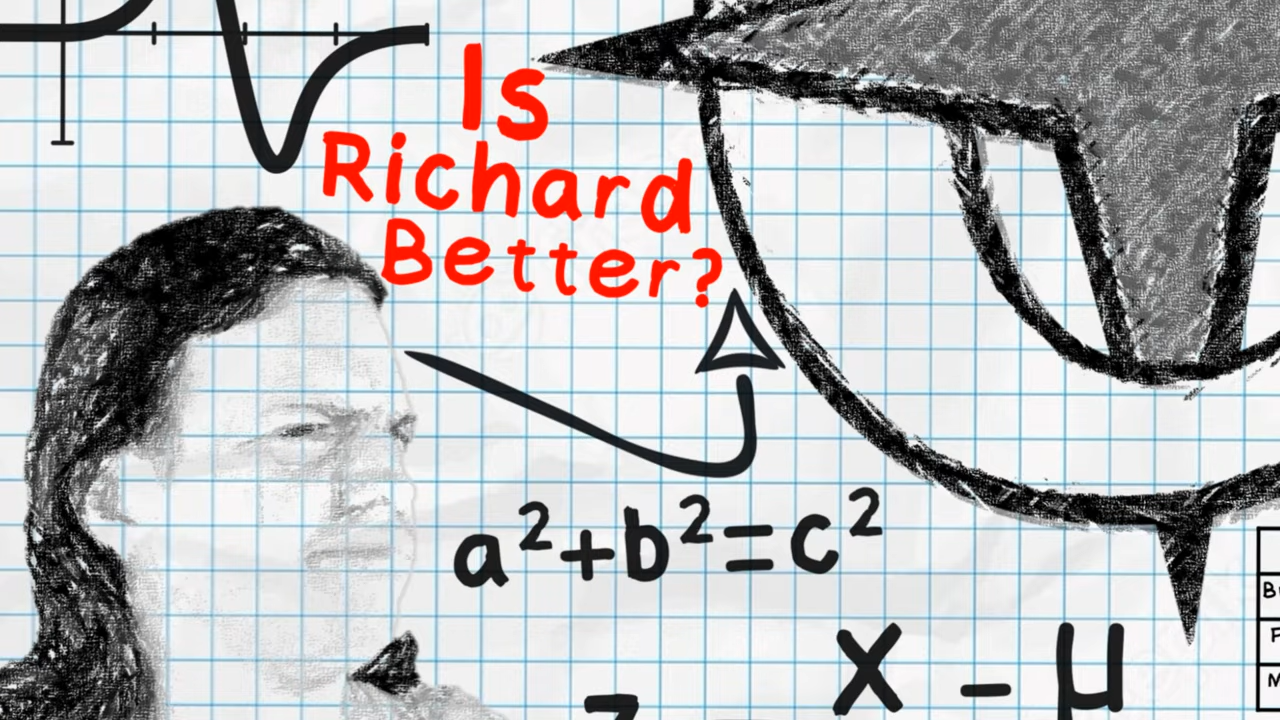 Is
Richard
Better?
a²+b²=c²
X - μ